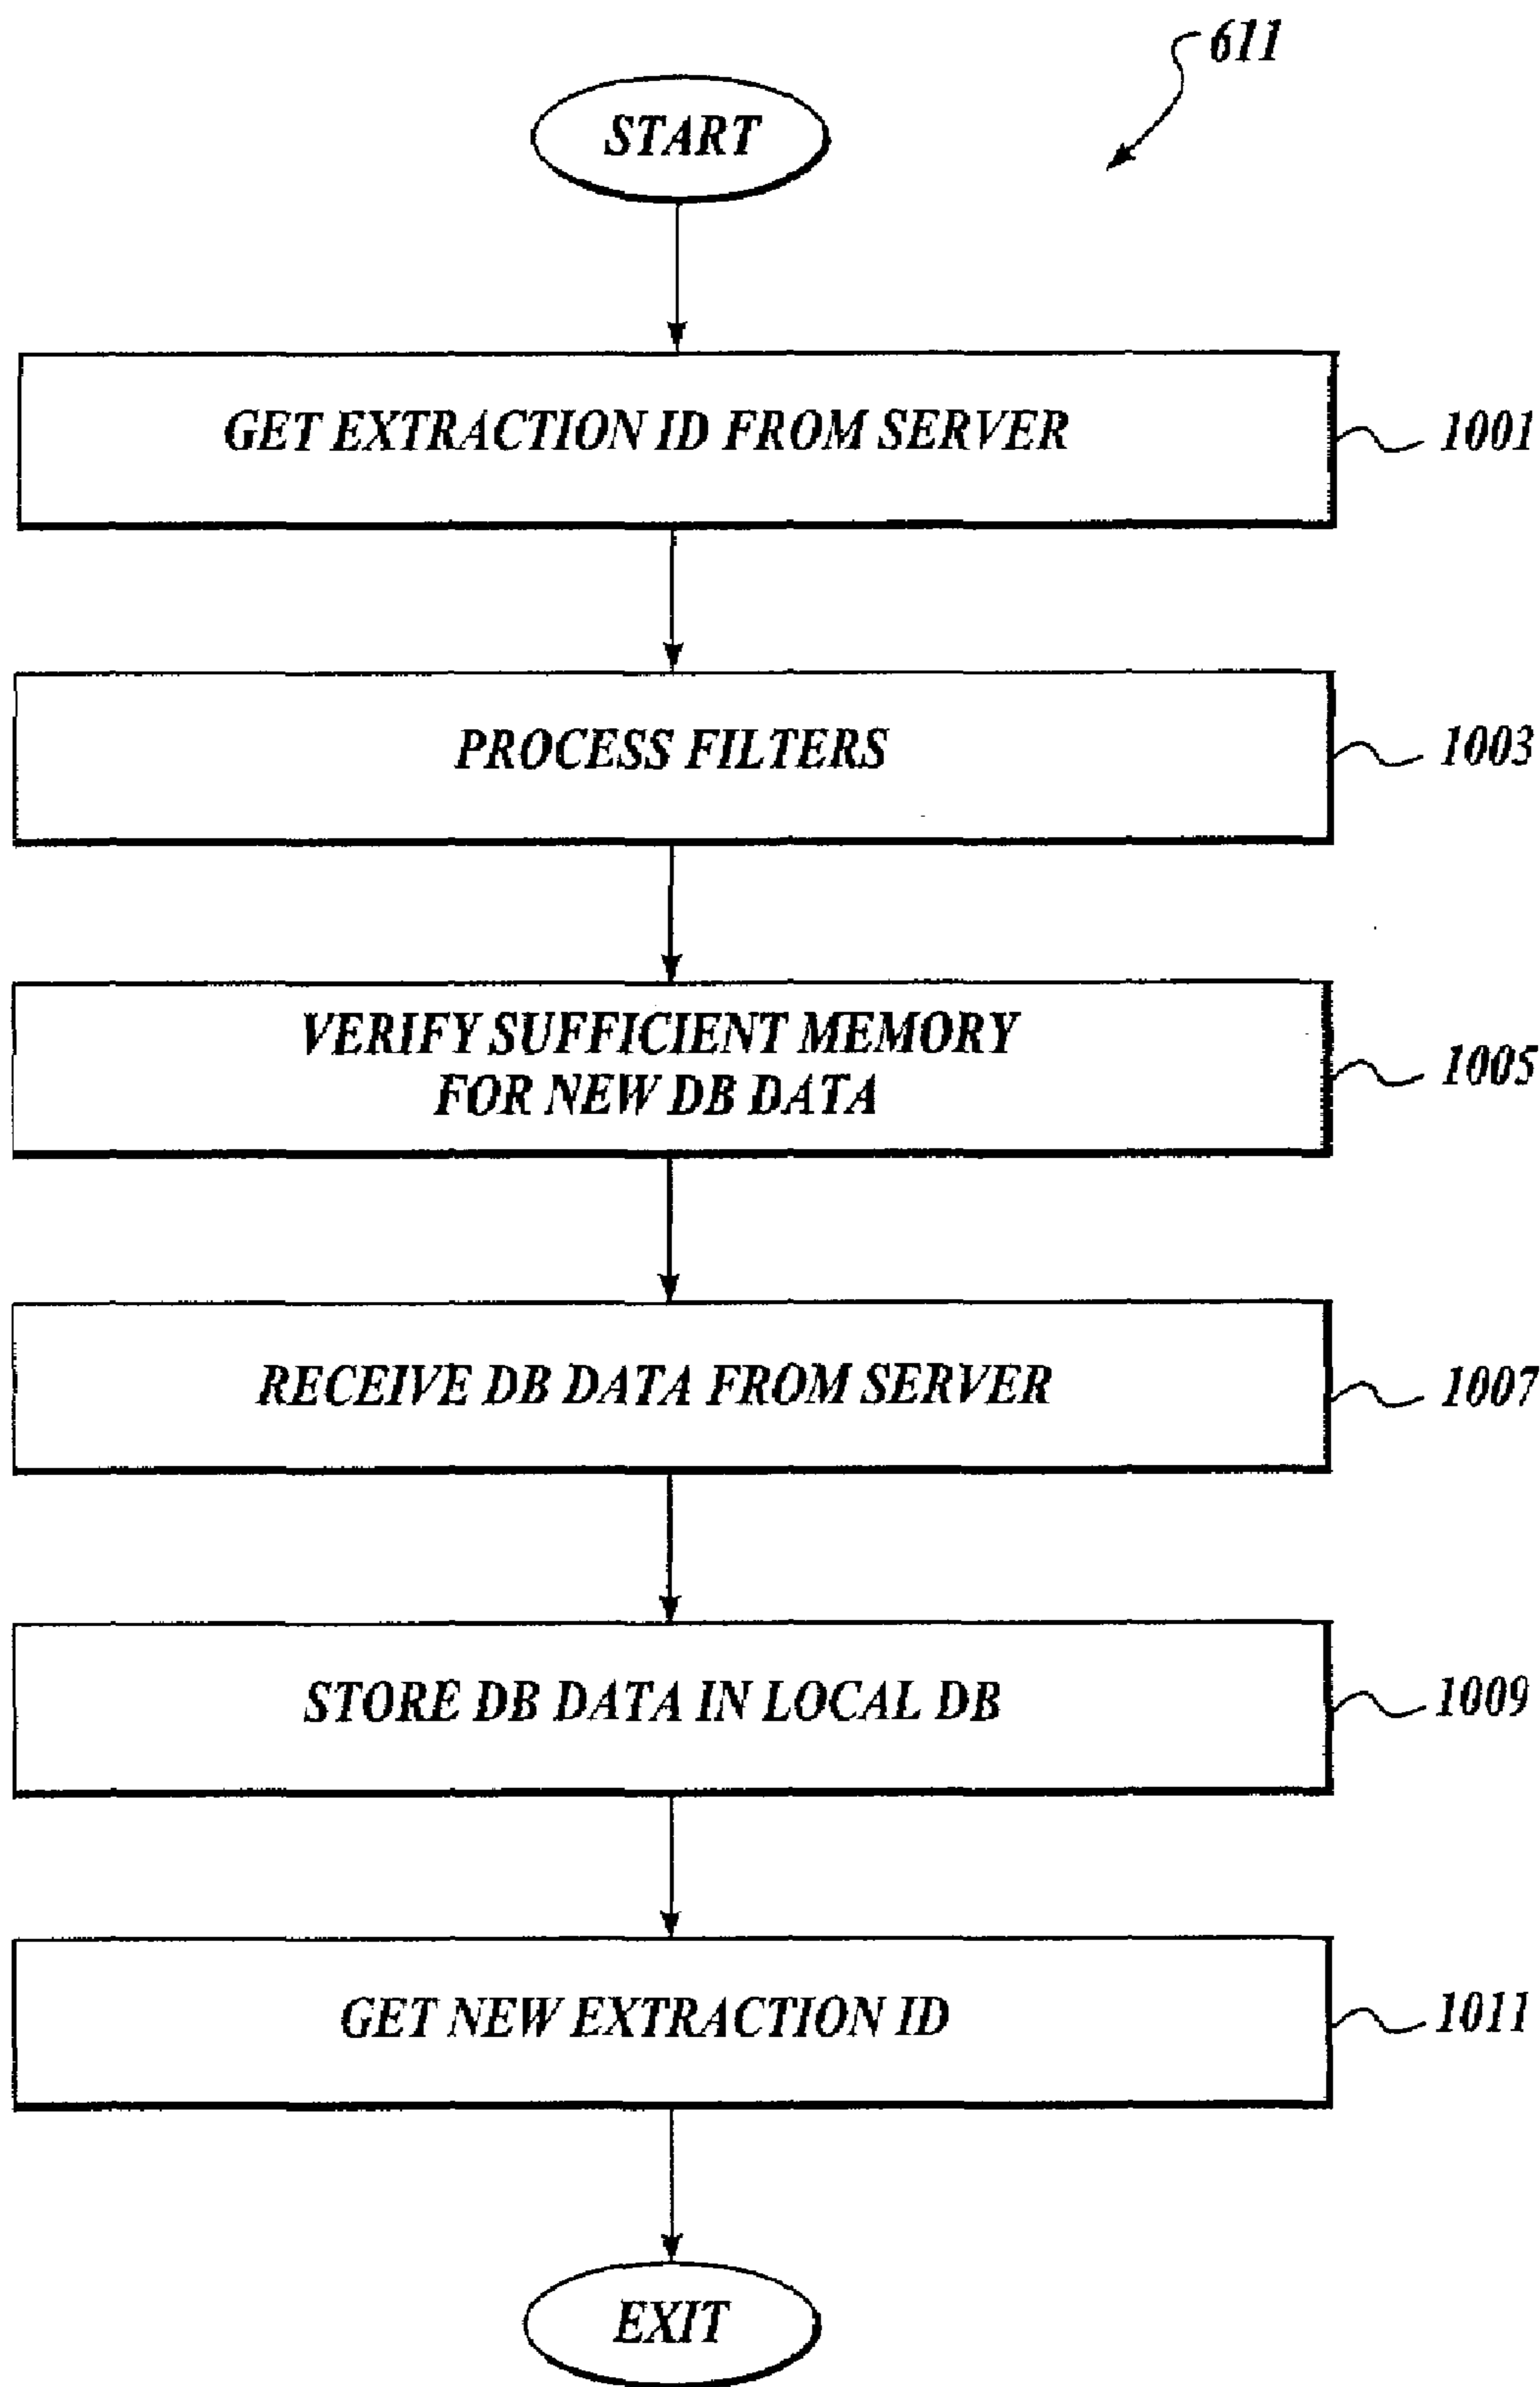 611
START
GET EXTRACTION ID FROM SERVER
1001
PROCESS FILTERS
1003
VERIFY SUFFICIENT MEMORY
FOR NEW DB DATA
1005
RECEIVE DB DATA FROM SERVER
1007
STORE DB DATA IN LOCAL DB
1009
GET NEW EXTRACTION ID
1011
EXIT